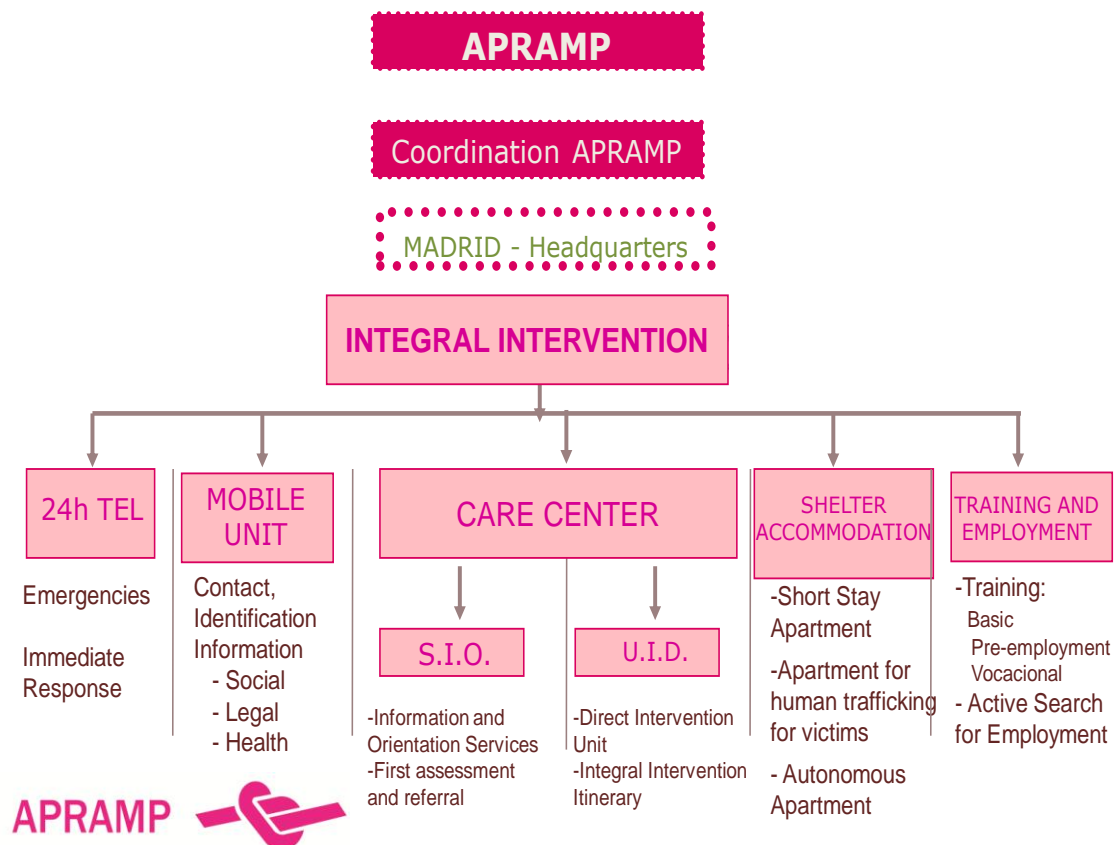 APRAMP
Coordination APRAMP
MADRID - Headquarters
INTEGRAL INTERVENTION
24h TEL
Emergencies
Immediate
Response
MOBILE
UNIT
Contact,
Identification
Information
- Social
- Legal
- Health
CARE CENTER
S.I.O.
-Information and
Orientation Services
-First assessment
and referral
U.I.D.
-Direct Intervention
Unit
-Integral Intervention
Itinerary
SHELTER
ACCOMMODATION
-Short Stay
Apartment
-Apartment for
human trafficking
for victims
- Autonomous
Apartment
TRAINING AND
EMPLOYMENT
-Training:
Basic
Pre-employment
Vocacional
- Active Search
for Employment
APRAMP